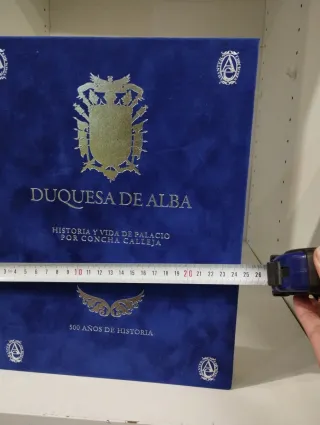 DUQUESA DE ALBA
HISTORIA Y VIDA DE PALACIO
POR CONCHA CALLEJA
3 4 5 6 7 8 9 10 11 12 13 14 15 16 17 18 19 20 21 22 23 24 25 26
300 AÑOS DE HISTORIA